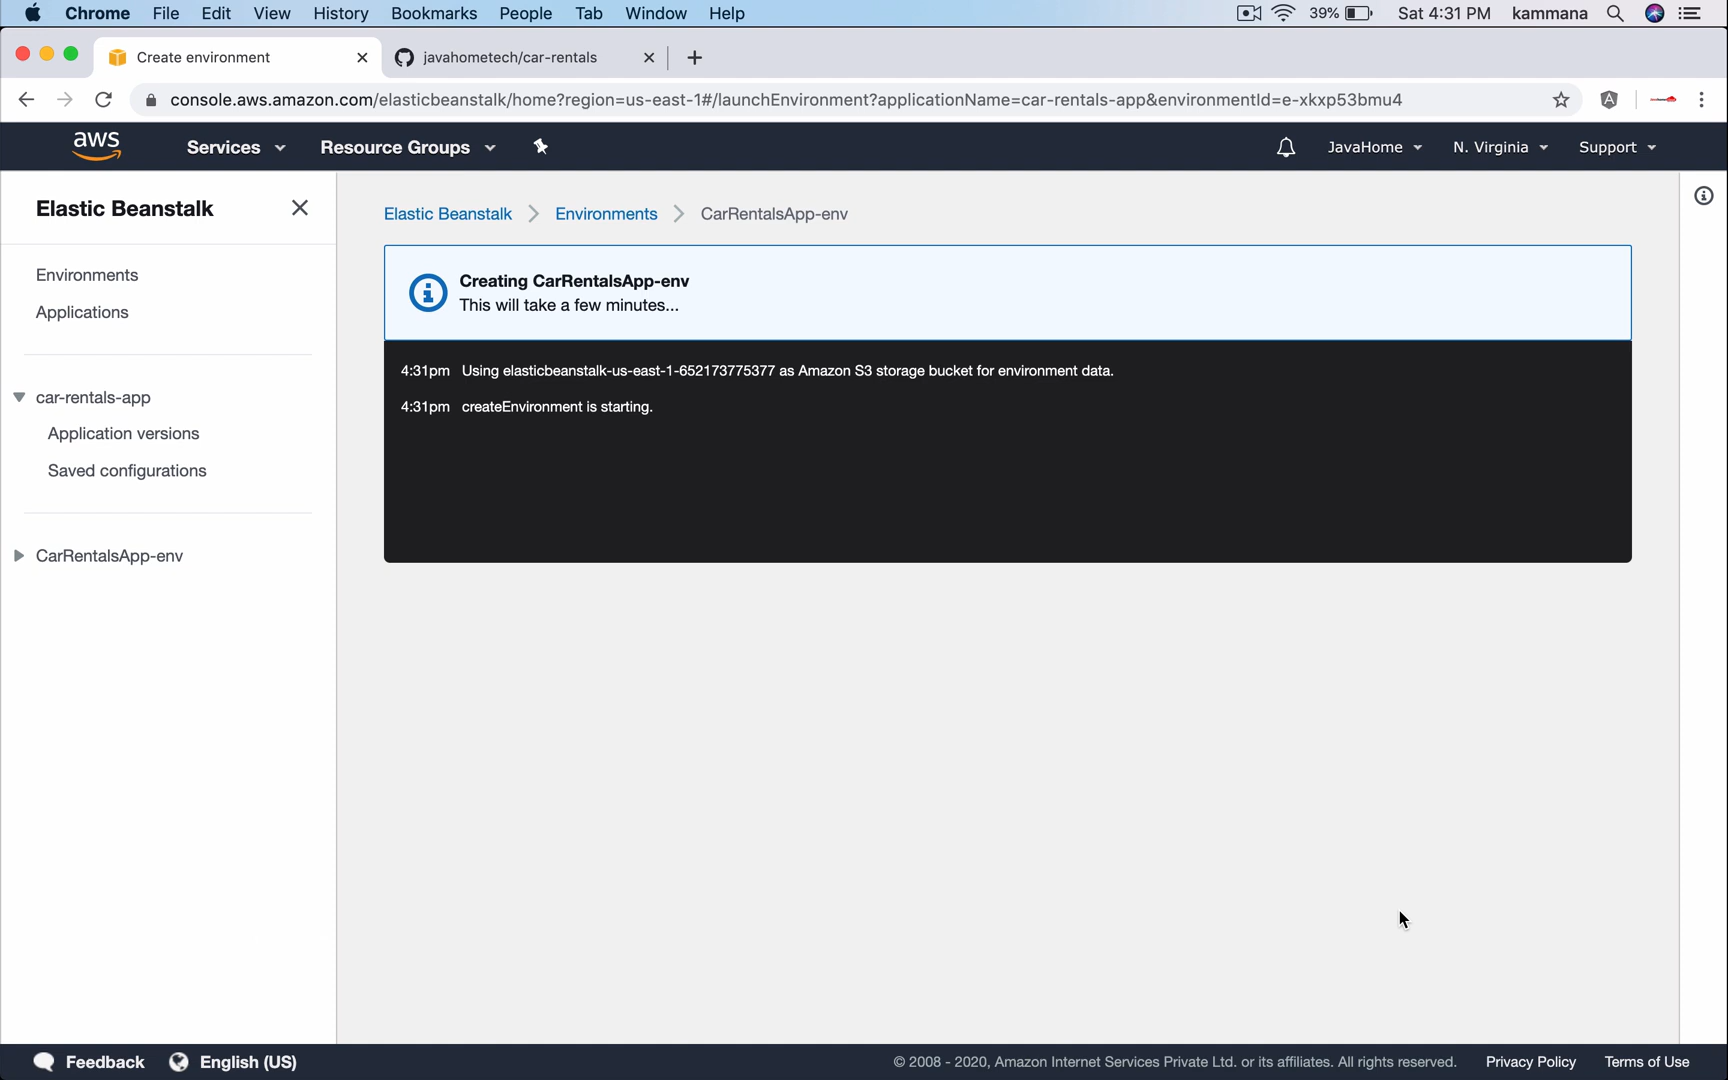 Chrome File Edit View History Bookmarks People Tab Window Help 39% Sat 4:31 PM kammana
Create environment javahometech/car-rentals
console.aws.amazon.com/elasticbeanstalk/home?region=us-east-1#/launchEnvironment?applicationName=car-rentals-app&environmentId=e-xkxp53bmu4
aws Services Resource Groups JavaHome N. Virginia Support
Elastic Beanstalk
Environments
Applications
car-rentals-app
Application versions
Saved configurations
CarRentalsApp-env
Elastic Beanstalk Environments CarRentalsApp-env
Creating CarRentalsApp-env
This will take a few minutes...
4:31pm Using elasticbeanstalk-us-east-1-652173775377 as Amazon S3 storage bucket for environment data.
4:31pm createEnvironment is starting.
Feedback English (US) © 2008 - 2020, Amazon Internet Services Private Ltd. or its affiliates. All rights reserved. Privacy Policy Terms of Use